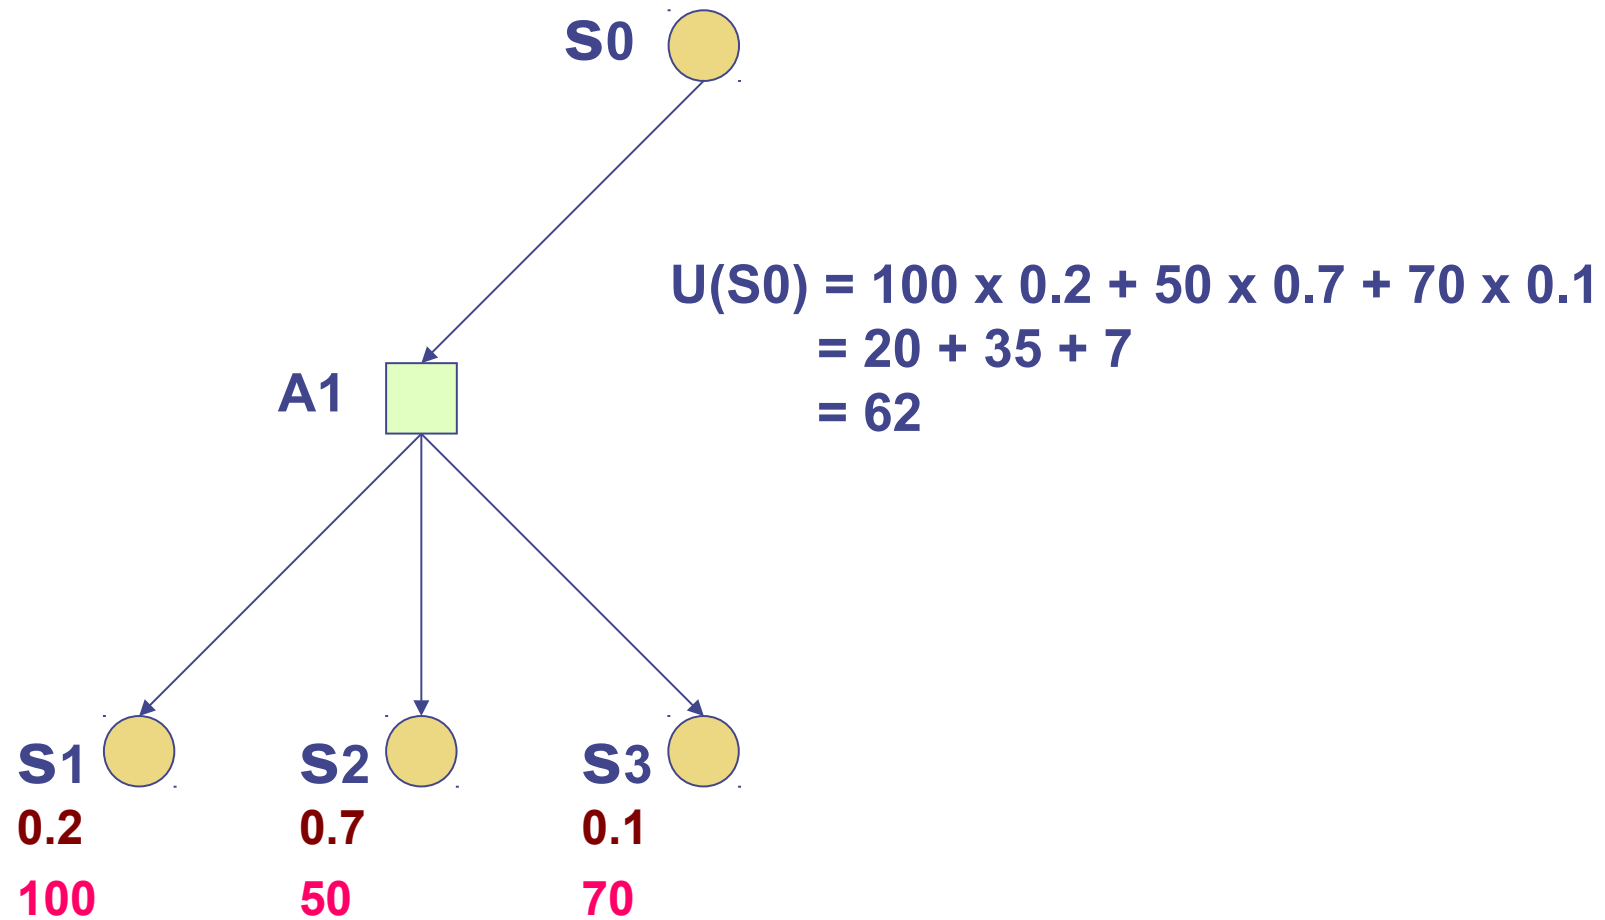 S0
U(S0) = 100 x 0.2 + 50 x 0.7 + 70 x 0.1
= 20 + 35 + 7
A1
= 62
S1 S2 S3
0.2 0.7 0.1
100 50 70